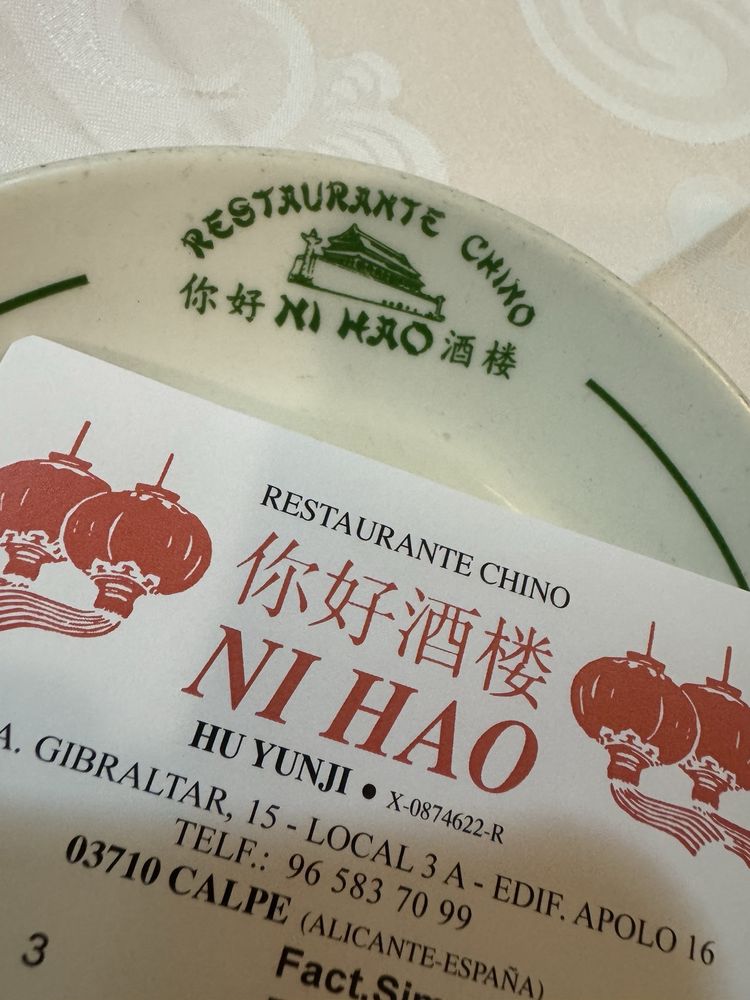 RESTAURANTE CHINO
你好 NI HAO 酒楼
RESTAURANTE CHINO
你好酒楼
NI HAO
HU YUNJI ● X-0874622-R
A. GIBRALTAR, 15 - LOCAL 3 A - EDIF. APOLO 16
TELF.: 96 583 70 99
03710 CALPE (ALICANTE-ESPAÑA)
3
Fact.Sim